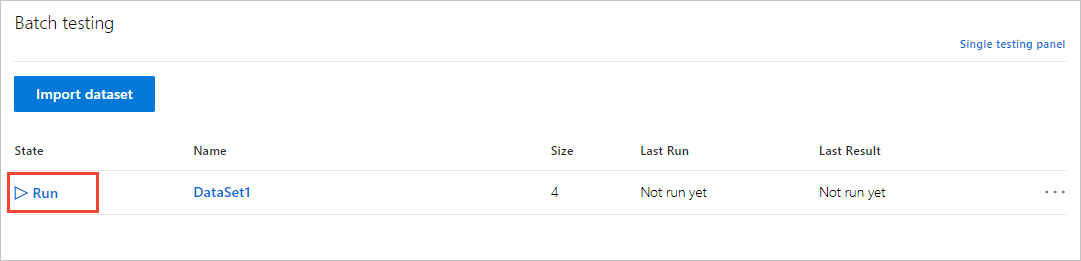 Batch testing
Single testing panel
Import dataset
State Name Size Last Run Last Result
Run DataSet1 4 Not run yet Not run yet